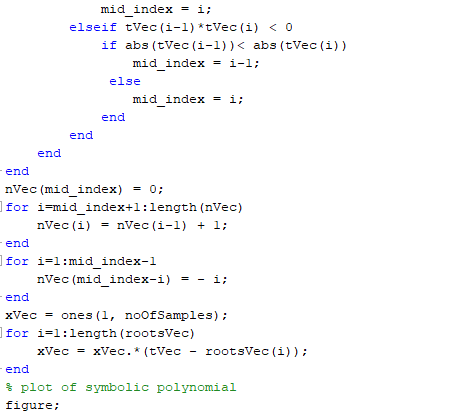 mid_index = i;
        elseif tVec(i-1)*tVec(i) < 0
            if abs(tVec(i-1))< abs(tVec(i))
                mid_index = i-1;
             else
                mid_index = i;
            end
        end
    end
end
nVec(mid_index) = 0;
for i=mid_index+1:length(nVec)
    nVec(i) = nVec(i-1) + 1;
end
for i=1:mid_index-1
    nVec(mid_index-i) = - i;
end
xVec = ones(1, noOfSamples);
for i=1:length(rootsVec)
    xVec = xVec.*(tVec - rootsVec(i));
end
% plot of symbolic polynomial
figure;